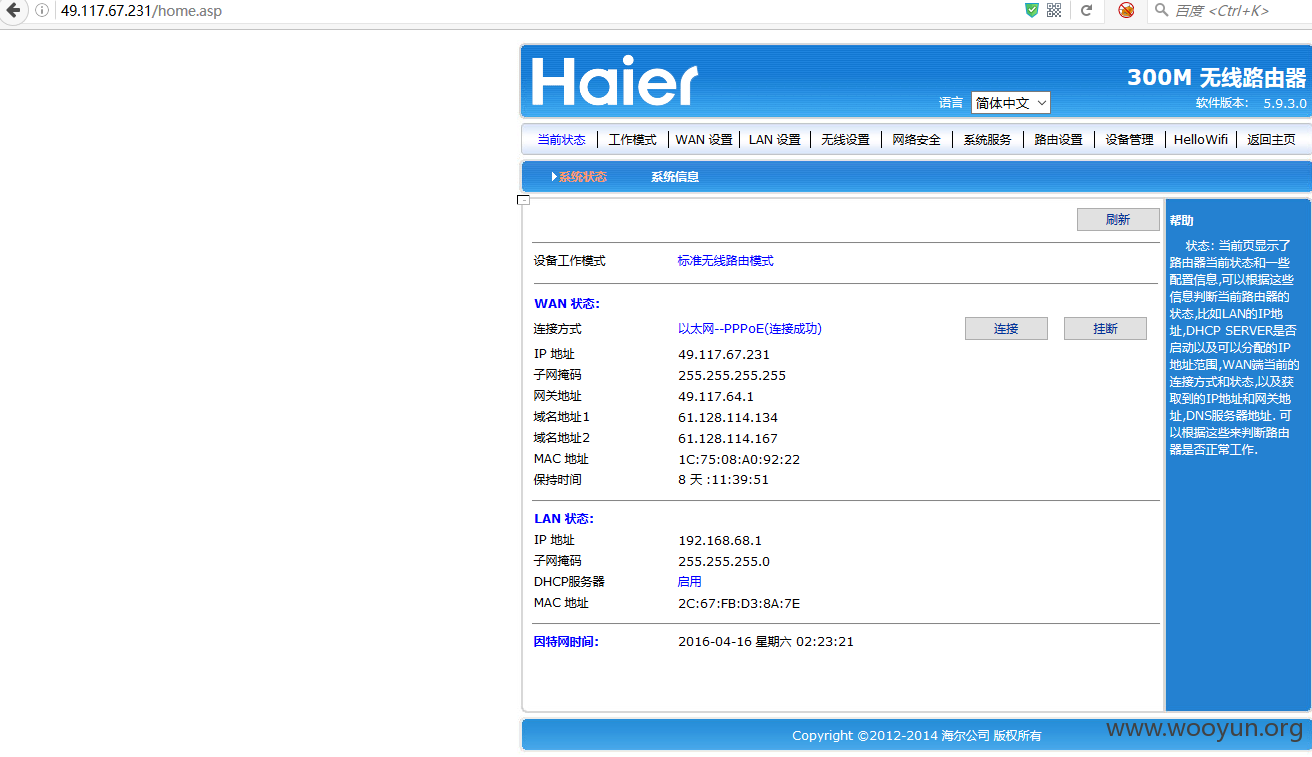 49.117.67.231/home.asp
百度 <Ctrl+K>
Haier
300M 无线路由器
语言 简体中文
软件版本: 5.9.3.0
当前状态 工作模式 WAN 设置 LAN 设置 无线设置 网络安全 系统服务 路由设置 设备管理 HelloWifi 返回主页
系统状态 系统信息
刷新
设备工作模式 标准无线路由模式
WAN 状态:
连接方式 以太网--PPPoE(连接成功) 连接 挂断
IP 地址 49.117.67.231
子网掩码 255.255.255.255
网关地址 49.117.64.1
域名地址1 61.128.114.134
域名地址2 61.128.114.167
MAC 地址 1C:75:08:A0:92:22
保持时间 8 天 :11:39:51
LAN 状态:
IP 地址 192.168.68.1
子网掩码 255.255.255.0
DHCP服务器 启用
MAC 地址 2C:67:FB:D3:8A:7E
因特网时间: 2016-04-16 星期六 02:23:21
帮助
状态: 当前页显示了
路由器当前状态和一些
配置信息,可以根据这些
信息判断当前路由器的
状态,比如LAN的IP地
址,DHCP SERVER是否
启动以及可以分配的IP
地址范围,WAN端当前的
连接方式和状态,以及获
取到的IP地址和网关地
址,DNS服务器地址. 可
以根据这些来判断路由
器是否正常工作.
Copyright ©2012-2014 海尔公司 版权所有
www.wooyun.org